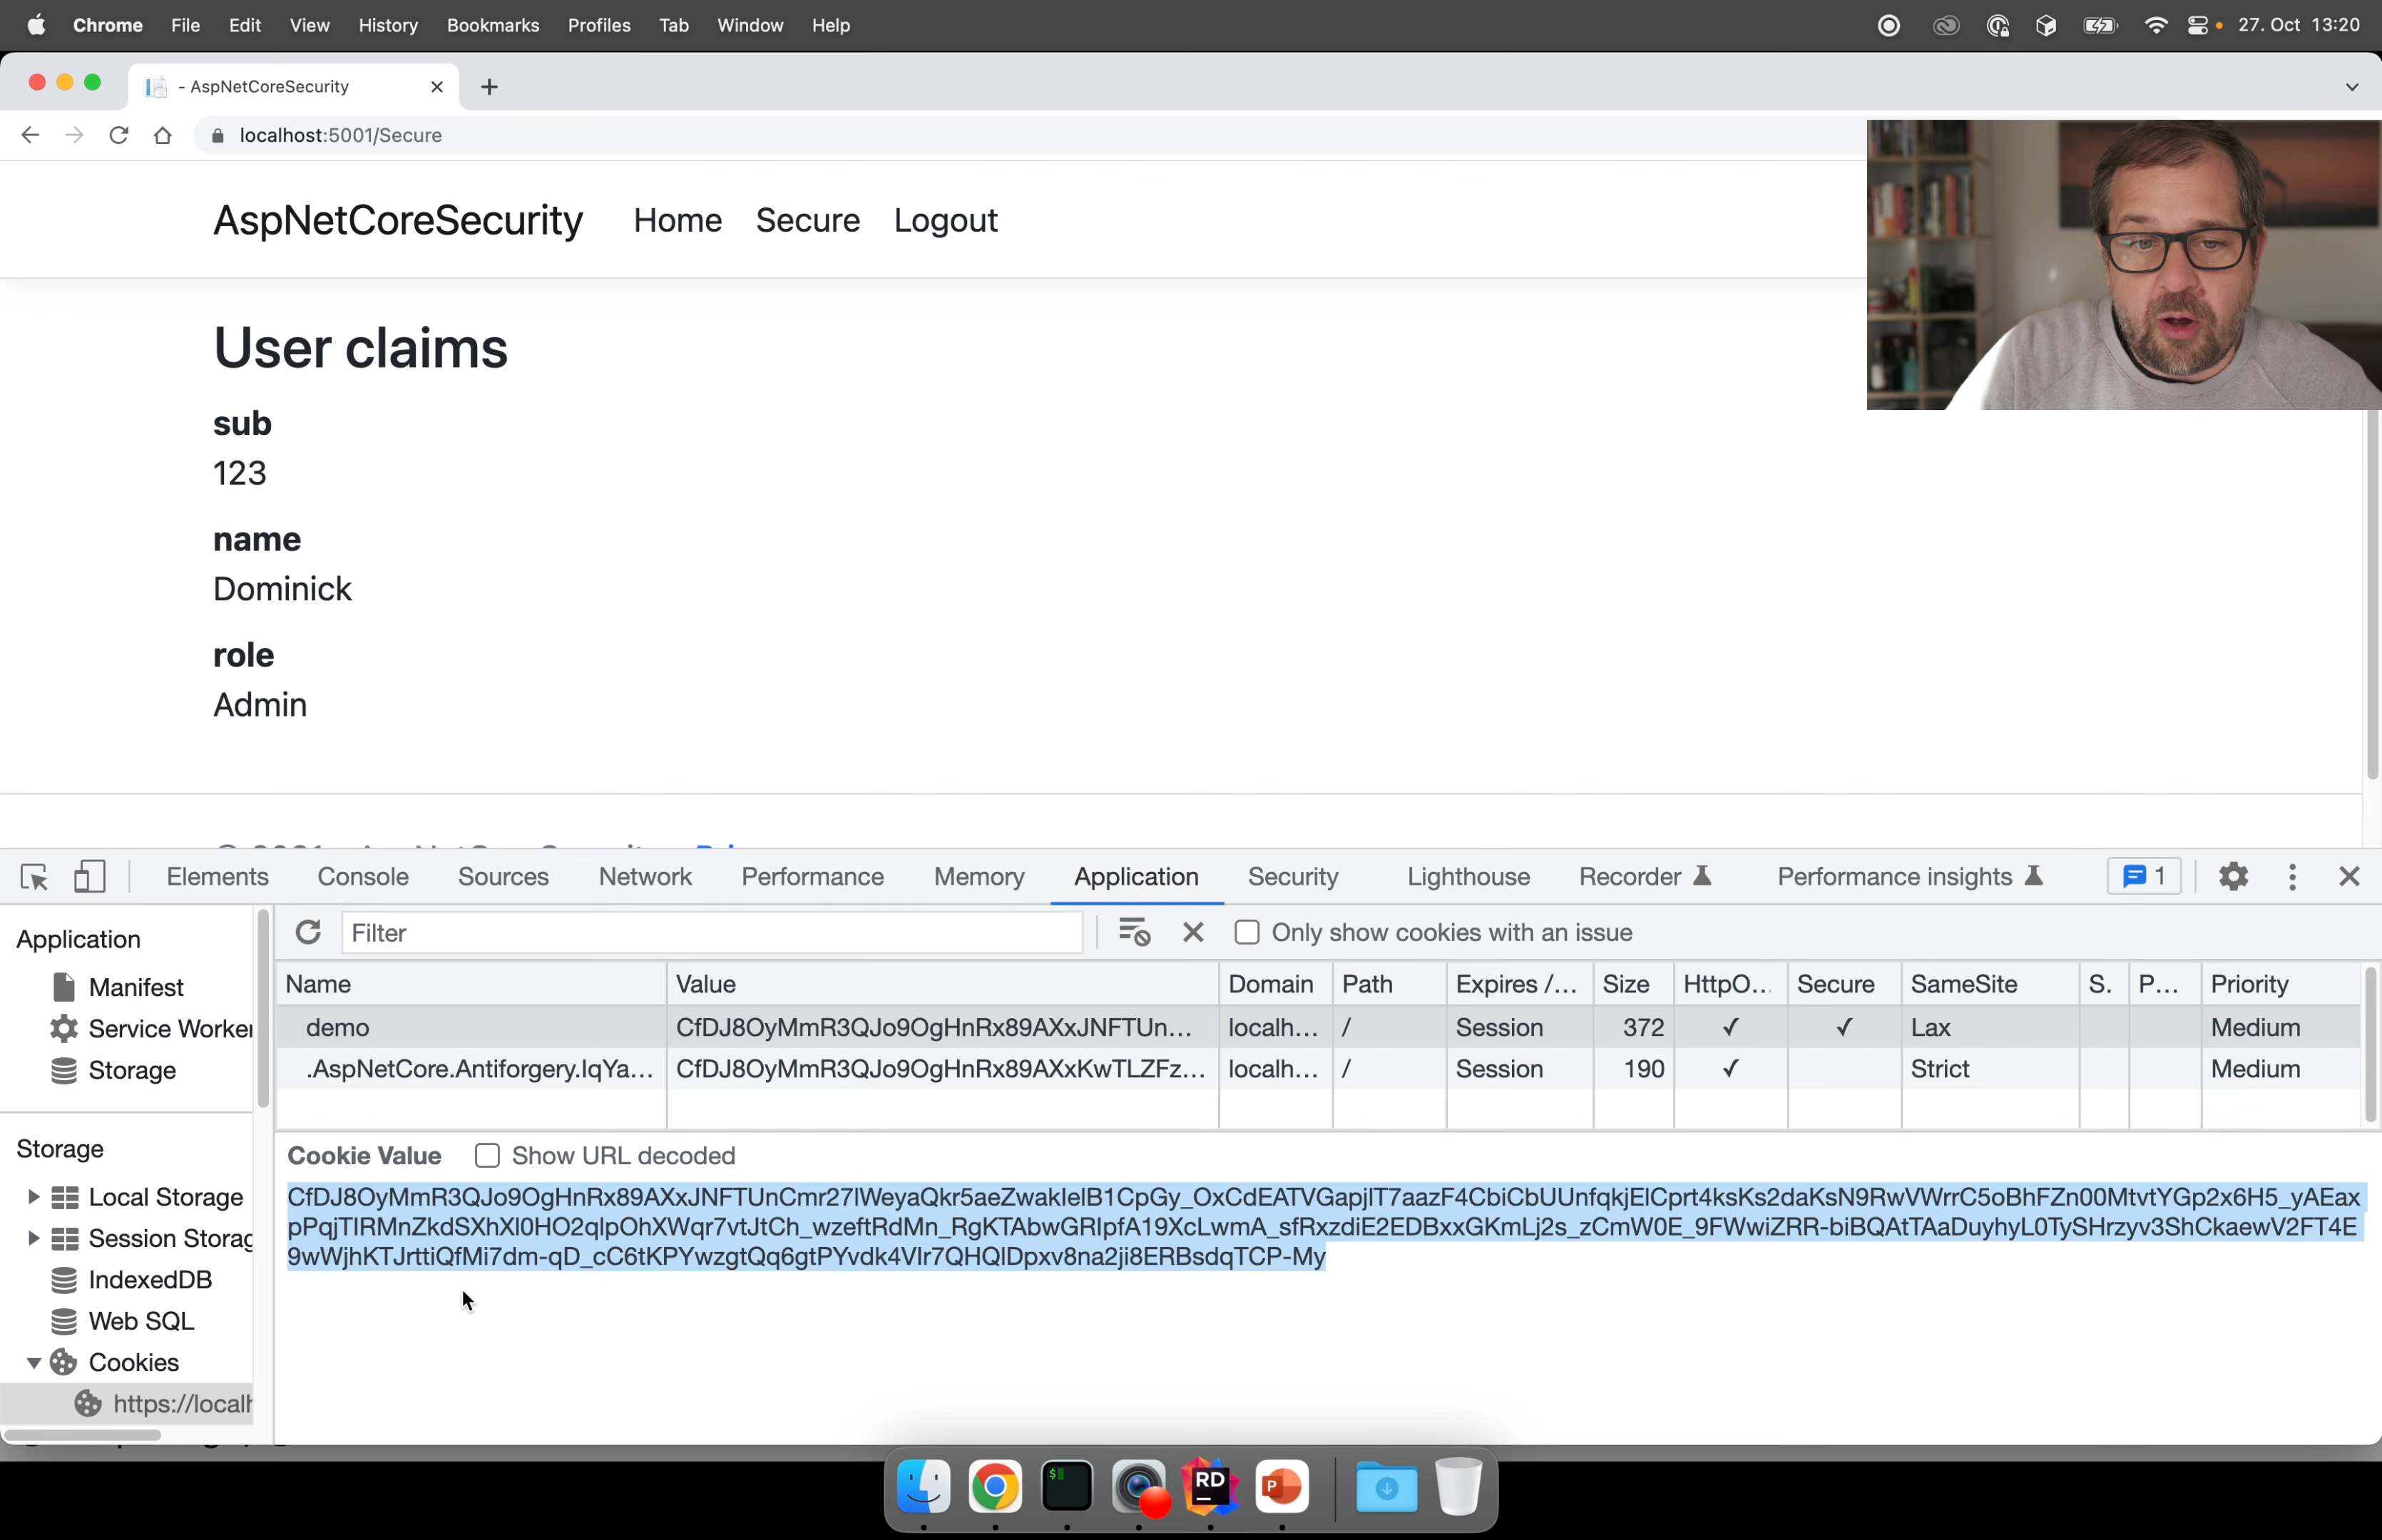 Chrome File Edit View History Bookmarks Profiles Tab Window Help 27. Oct 13:20
- AspNetCoreSecurity
localhost:5001/Secure
AspNetCoreSecurity Home Secure Logout
User claims
sub
123
name
Dominick
role
Admin
Elements Console Sources Network Performance Memory Application Security Lighthouse Recorder Performance insights 1
Application
Manifest
Service Worker
Storage
Storage
Local Storage
Session Storag
IndexedDB
Web SQL
Cookies
https://localh
Filter Only show cookies with an issue
Name Value Domain Path Expires /... Size HttpO... Secure SameSite S. P... Priority
demo CfDJ8OyMmR3QJo9OgHnRx89AXxJNFTUn... localh... / Session 372 ✓ ✓ Lax Medium
.AspNetCore.Antiforgery.IqYa... CfDJ8OyMmR3QJo9OgHnRx89AXxKwTLZFz... localh... / Session 190 ✓ Strict Medium
Cookie Value Show URL decoded
CfDJ8OyMmR3QJo9OgHnRx89AXxJNFTUnCmr27lWeyaQkr5aeZwaklelB1CpGy_OxCdEATVGapjlT7aazF4CbiCbUUnfqkjElCprt4ksKs2daKsN9RwVWrrC5oBhFZn00MtvtYGp2x6H5_yAEax
pPqjTlRMnZkdSXhXl0HO2qlpOhXWqr7vtJtCh_wzeftRdMn_RgKTAbwGRlpfA19XcLwmA_sfRxzdiE2EDBxxGKmLj2s_zCmW0E_9FWwiZRR-biBQAtTAaDuyhyL0TySHrzyv3ShCkaewV2FT4E
9wWjhKTJrttiQfMi7dm-qD_cC6tKPYwzgtQq6gtPYvdk4Vlr7QHQlDpxv8na2ji8ERBsdqTCP-My
$
RD
P